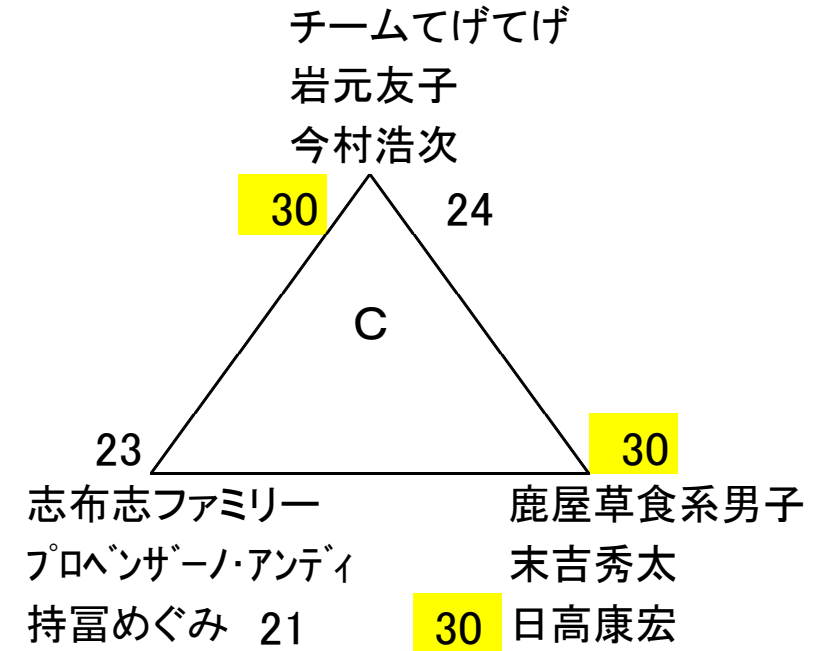 チームてげてげ
岩元友子
今村浩次
30
24
C
23
30
志布志ファミリー
鹿屋草食系男子
ﾌﾟﾛﾍﾞﾝｻﾞｰﾉ･ｱﾝﾃﾞｨ
末吉秀太
持冨めぐみ 21
30 日高康宏